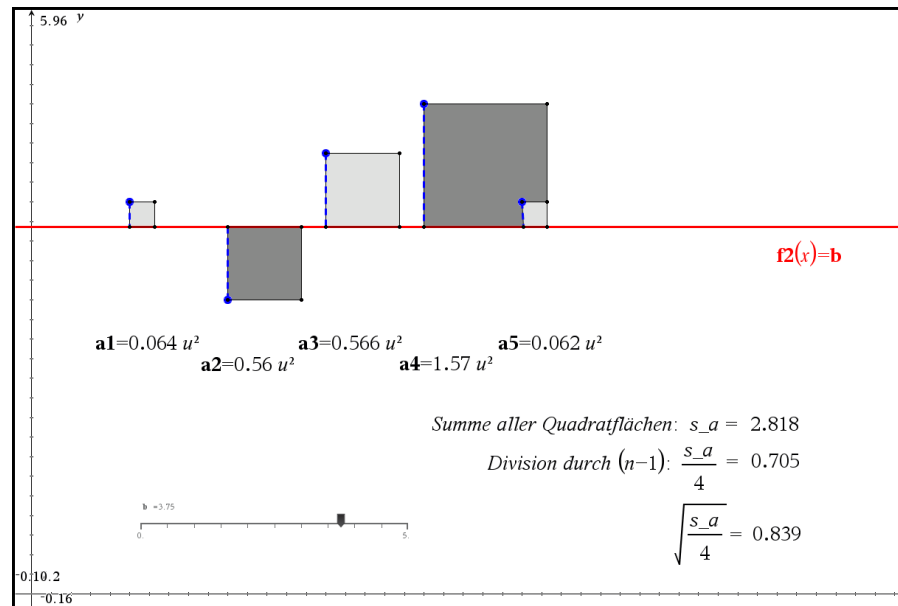 5.96 y
f2(x)=b
a1=0.064 u²
a3=0.566 u²
a5=0.062 u²
a2=0.56 u²
a4=1.57 u²
Summe aller Quadratflächen: s_a = 2.818
Division durch (n−1): s_a/4 = 0.705
√(s_a/4) = 0.839
b =3.75
0. 5.
-0.10.2
-0.16